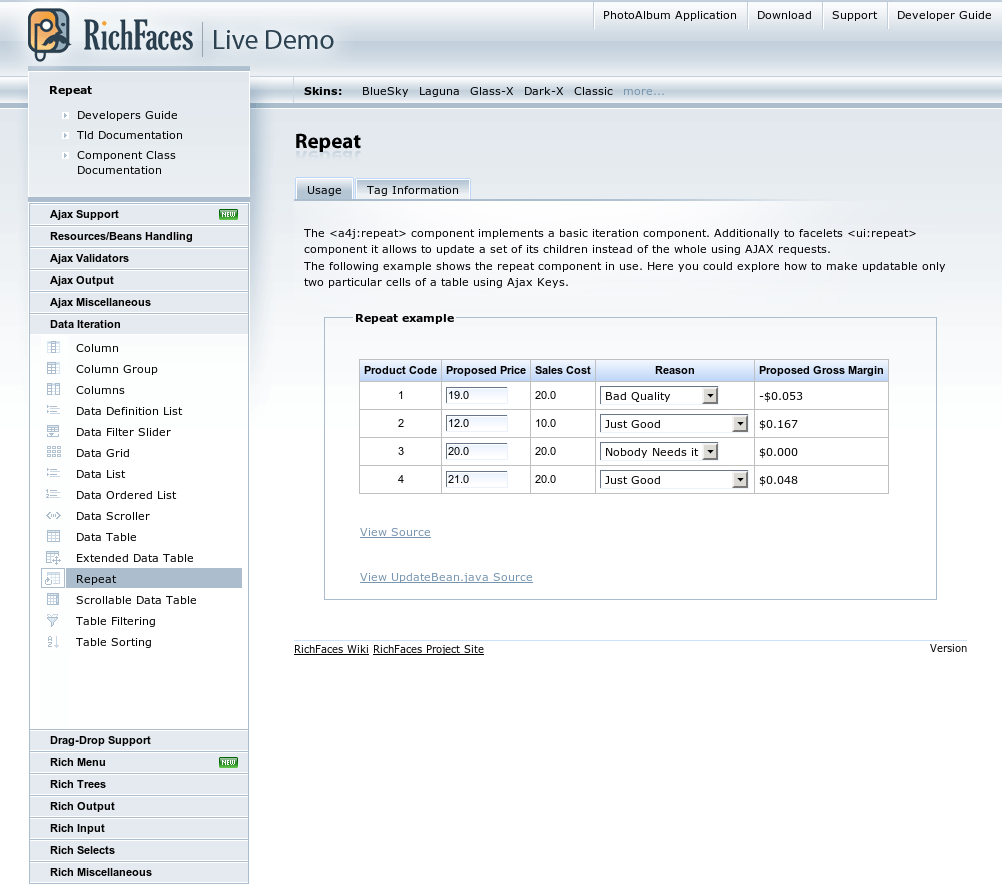 PhotoAlbum Application Download Support Developer Guide
RichFaces Live Demo
Skins: BlueSky Laguna Glass-X Dark-X Classic more...
Repeat
Developers Guide
Tld Documentation
Component Class
Documentation
Ajax Support NEW
Resources/Beans Handling
Ajax Validators
Ajax Output
Ajax Miscellaneous
Data Iteration
Column
Column Group
Columns
Data Definition List
Data Filter Slider
Data Grid
Data List
Data Ordered List
Data Scroller
Data Table
Extended Data Table
Repeat
Scrollable Data Table
Table Filtering
Table Sorting
Drag-Drop Support
Rich Menu NEW
Rich Trees
Rich Output
Rich Input
Rich Selects
Rich Miscellaneous
Repeat
Usage Tag Information
The <a4j:repeat> component implements a basic iteration component. Additionally to facelets <ui:repeat>
component it allows to update a set of its children instead of the whole using AJAX requests.
The following example shows the repeat component in use. Here you could explore how to make updatable only
two particular cells of a table using Ajax Keys.
Repeat example
Product Code Proposed Price Sales Cost Reason Proposed Gross Margin
1 19.0 20.0 Bad Quality -$0.053
2 12.0 10.0 Just Good $0.167
3 20.0 20.0 Nobody Needs it $0.000
4 21.0 20.0 Just Good $0.048
View Source
View UpdateBean.java Source
RichFaces Wiki RichFaces Project Site Version